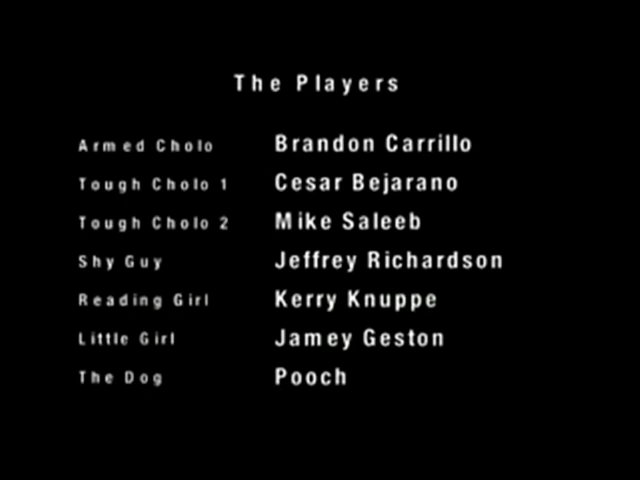 The Players
Armed Cholo Brandon Carrillo
Tough Cholo 1 Cesar Bejarano
Tough Cholo 2 Mike Saleeb
Shy Guy Jeffrey Richardson
Reading Girl Kerry Knuppe
Little Girl Jamey Geston
The Dog Pooch